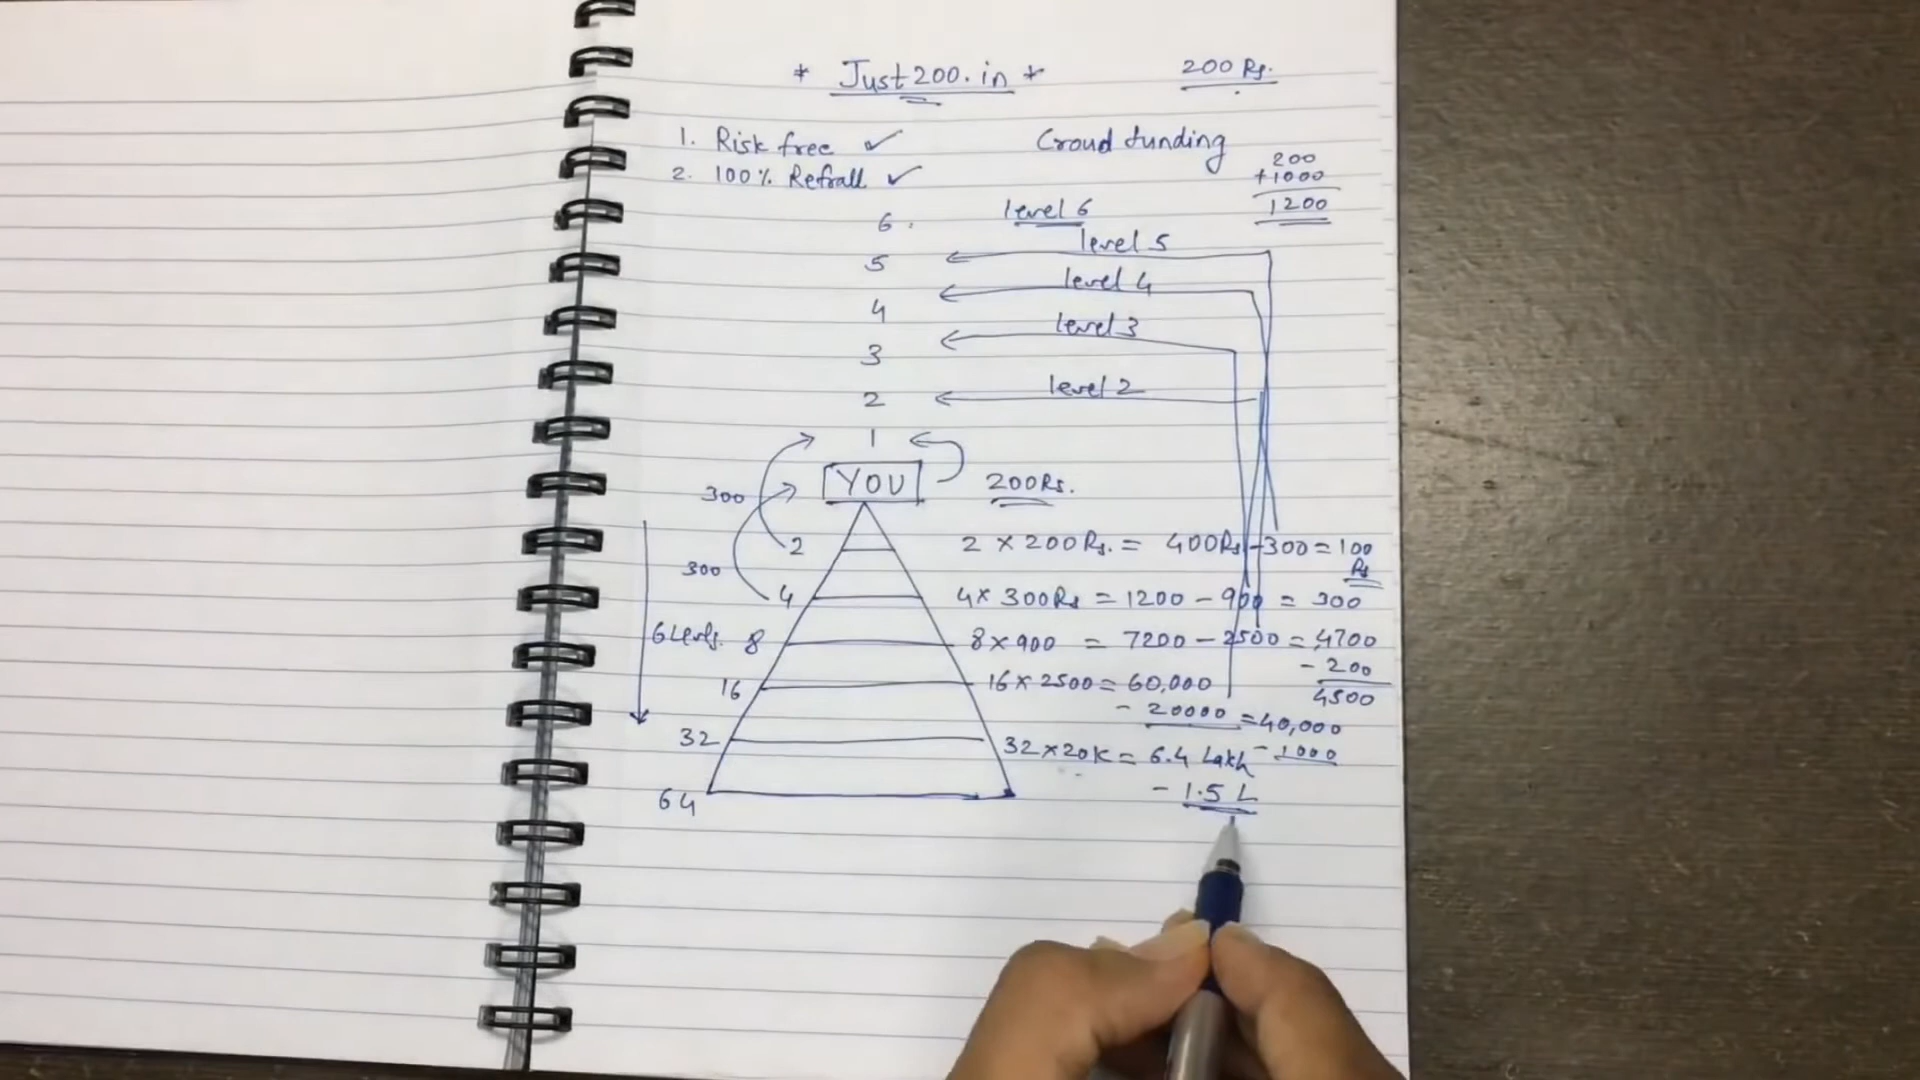 * Just200.in * 200 Rs.
1. Risk free ✓ Croud funding
2. 100% Refrall ✓
200
+1000
1200
6. level 6
5 level 5
4 level 4
3 level 3
2 level 2
1
300 YOU 200Rs.
2 2 × 200Rs. = 400Rs -300 = 100 Rs
300
4 4× 300Rs = 1200 - 900 = 300
6 Levels. 8 8×900 = 7200 - 2500 = 4700
- 200
4500
16 16×2500 = 60,000
- 20000 = 40,000
- 1000
32 32×20K = 6.4 Lakh
- 1.5 L
64